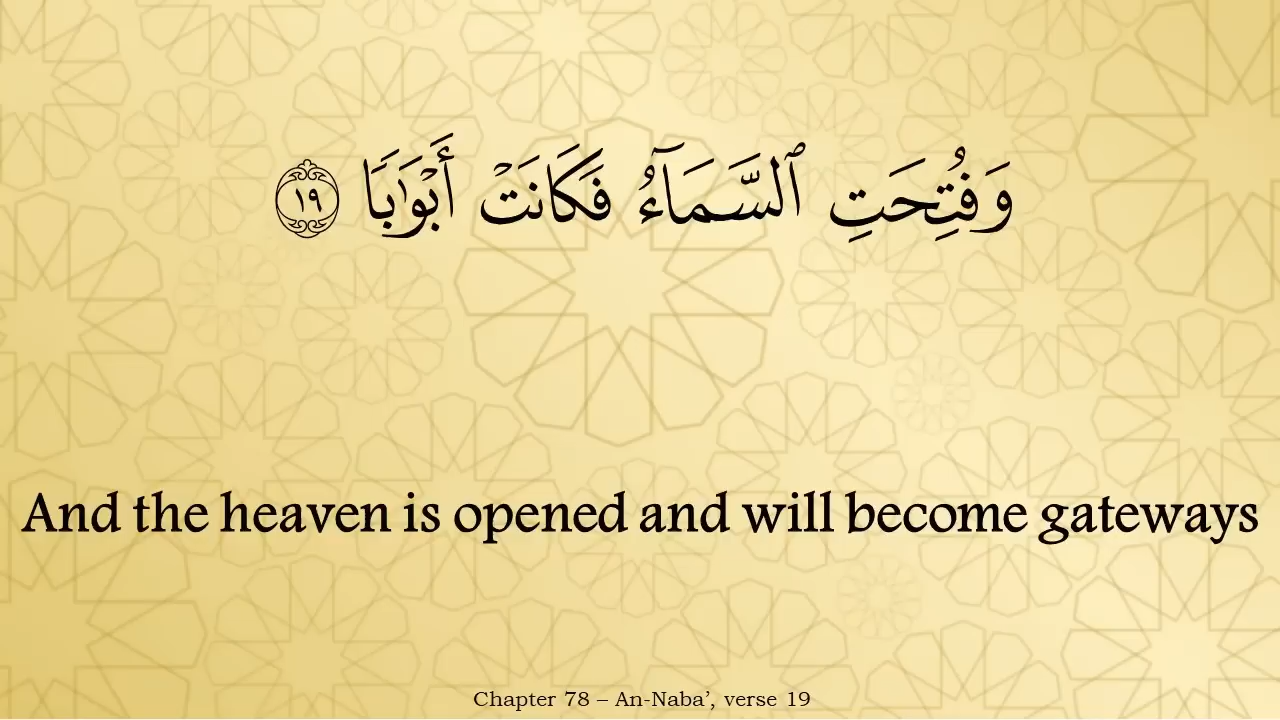 وَفُتِحَتِ ٱلسَّمَآءُ فَكَانَتْ أَبْوَٰبًا ١٩
And the heaven is opened and will become gateways
Chapter 78 – An-Naba’, verse 19